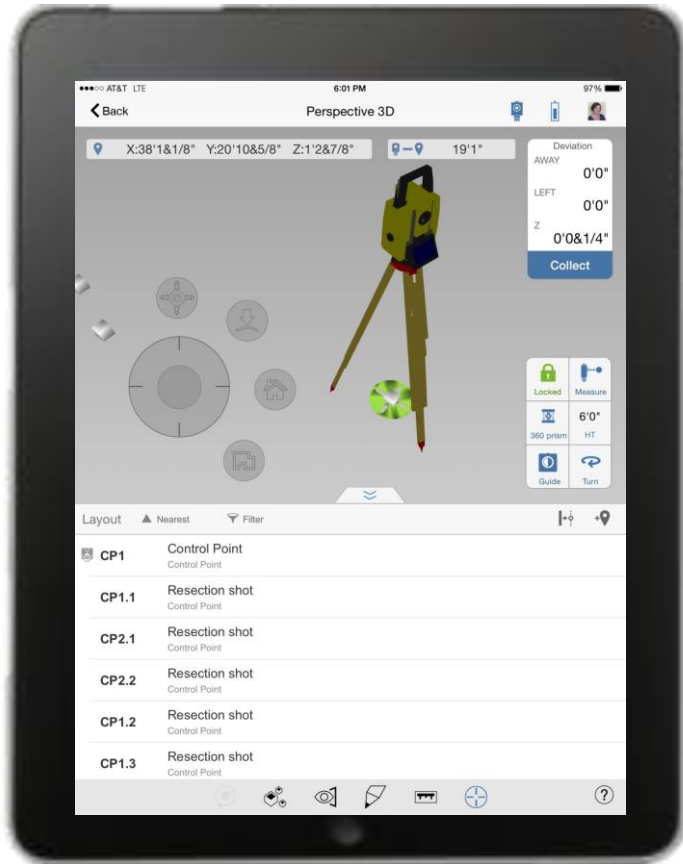 AT&T LTE 6:01 PM 97%
Back Perspective 3D
X:38'1&1/8" Y:20'10&5/8" Z:1'2&7/8" 19'1"
Deviation
AWAY
0'0"
LEFT
0'0"
Z
0'0&1/4"
Collect
Locked Measure
6'0"
360 prism HT
Guide Turn
Layout Nearest Filter
CP1 Control Point
Control Point
CP1.1 Resection shot
Control Point
CP2.1 Resection shot
Control Point
CP2.2 Resection shot
Control Point
CP1.2 Resection shot
Control Point
CP1.3 Resection shot
Control Point
?